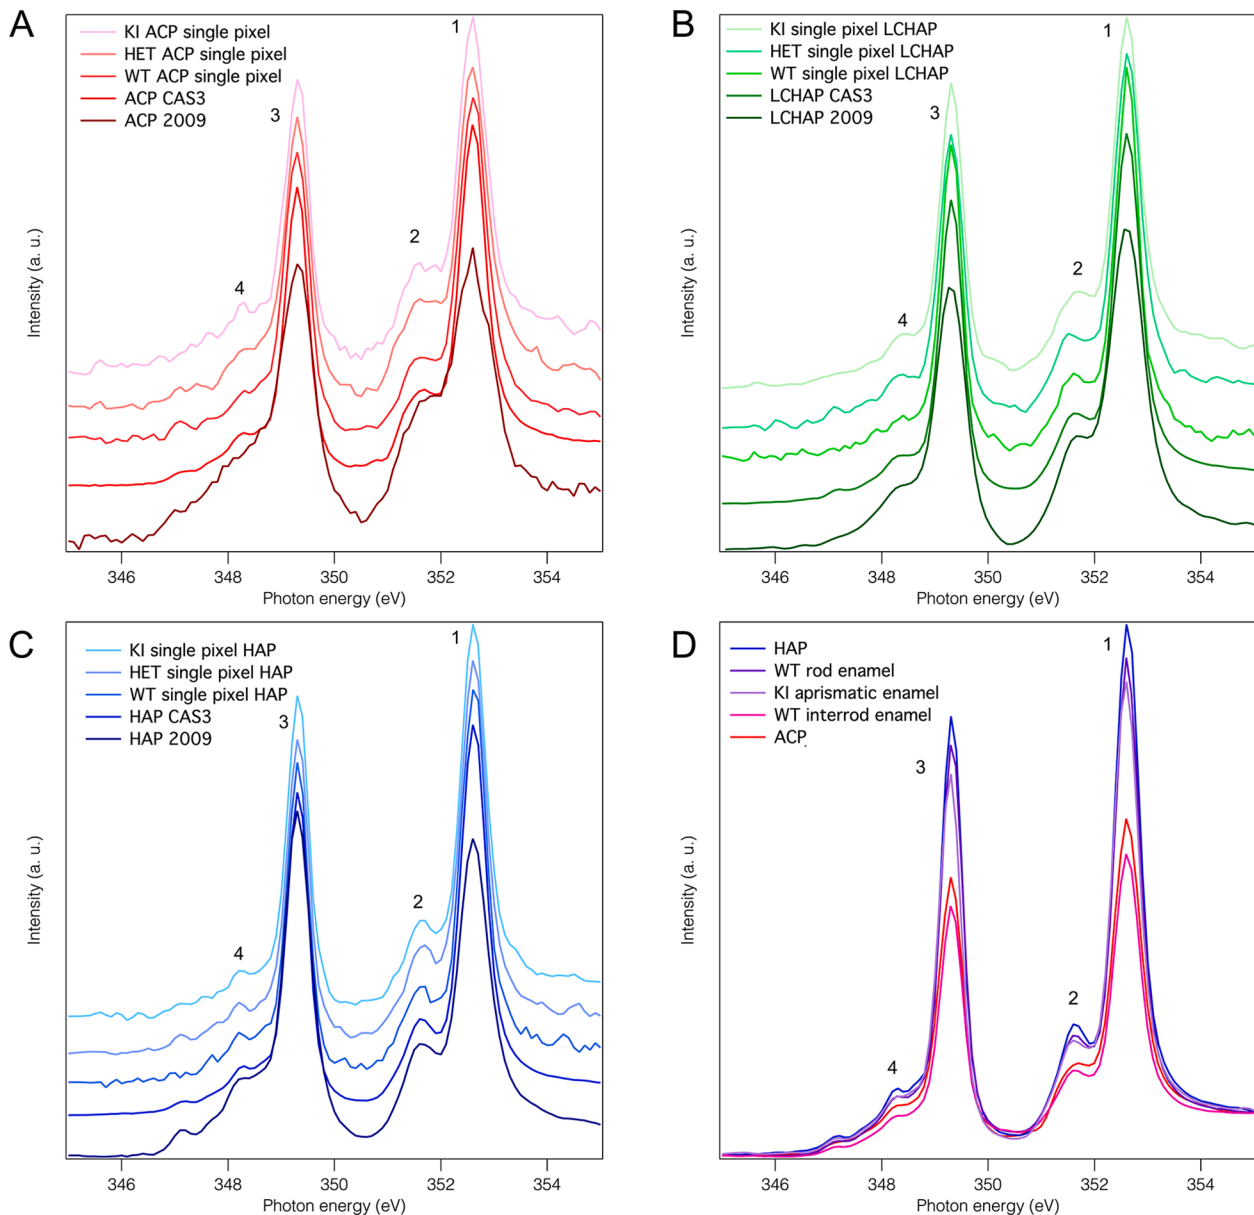 A
KI ACP single pixel
HET ACP single pixel
WT ACP single pixel
ACP CAS3
ACP 2009
1
3
2
4
Intensity (a. u.)
346 348 350 352 354
Photon energy (eV)
B
KI single pixel LCHAP
HET single pixel LCHAP
WT single pixel LCHAP
LCHAP CAS3
LCHAP 2009
1
3
2
4
Intensity (a. u.)
346 348 350 352 354
Photon energy (eV)
C
KI single pixel HAP
HET single pixel HAP
WT single pixel HAP
HAP CAS3
HAP 2009
1
3
2
4
Intensity (a. u.)
346 348 350 352 354
Photon energy (eV)
D
HAP
WT rod enamel
KI aprismatic enamel
WT interrod enamel
ACP.
1
3
2
4
Intensity (a. u.)
346 348 350 352 354
Photon energy (eV)